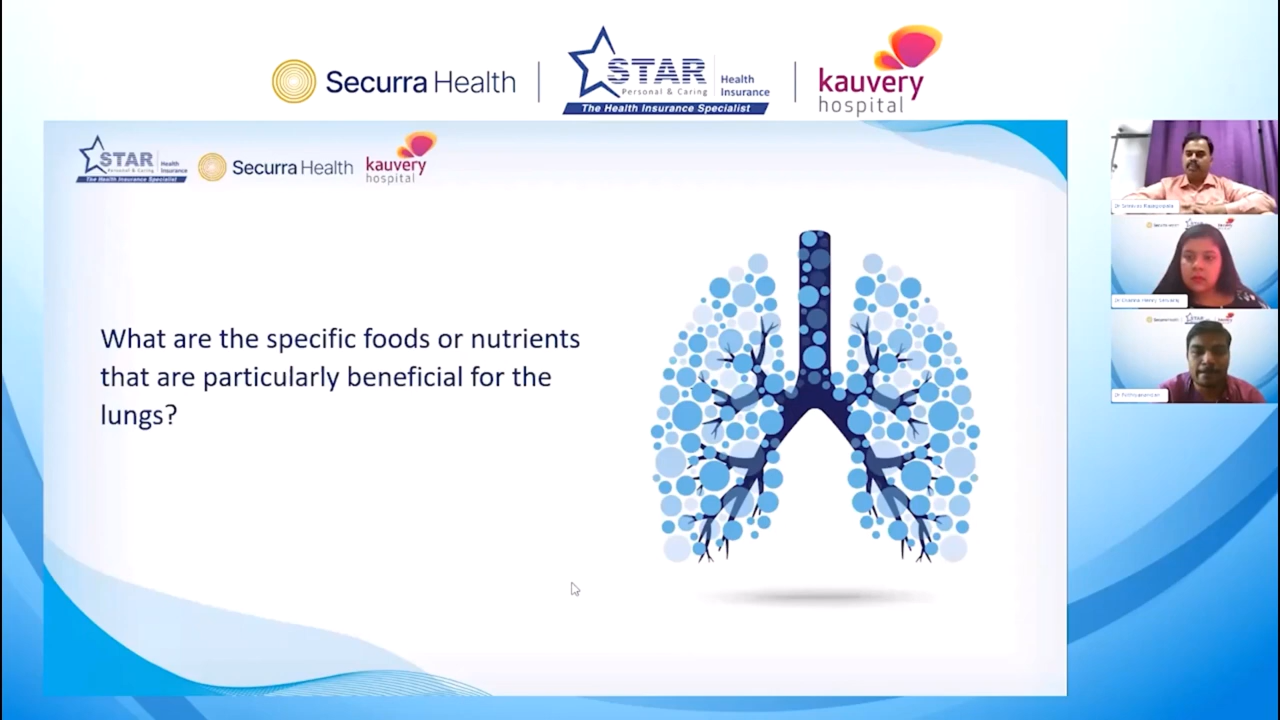 Securra Health
STAR
Health
Insurance
Personal & Caring
The Health Insurance Specialist
kauvery
hospital
STAR
Health
Insurance
Personal & Caring
The Health Insurance Specialist
Securra Health
kauvery
hospital
What are the specific foods or nutrients
that are particularly beneficial for the
lungs?